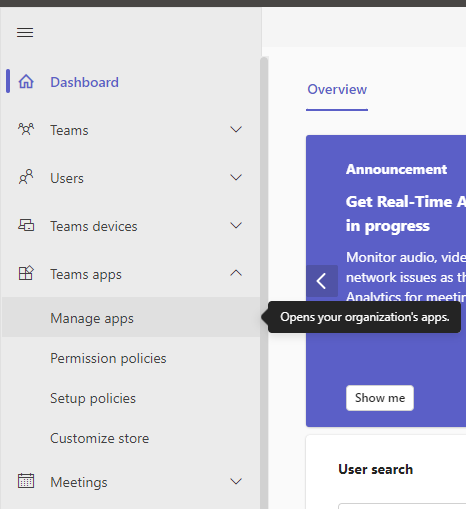 Dashboard
Teams
Users
Teams devices
Teams apps
Manage apps
Permission policies
Setup policies
Customize store
Meetings
Overview
Announcement
Get Real-Time A
in progress
Monitor audio, vide
network issues as th
Analytics for meetin
Opens your organization's apps.
Show me
User search